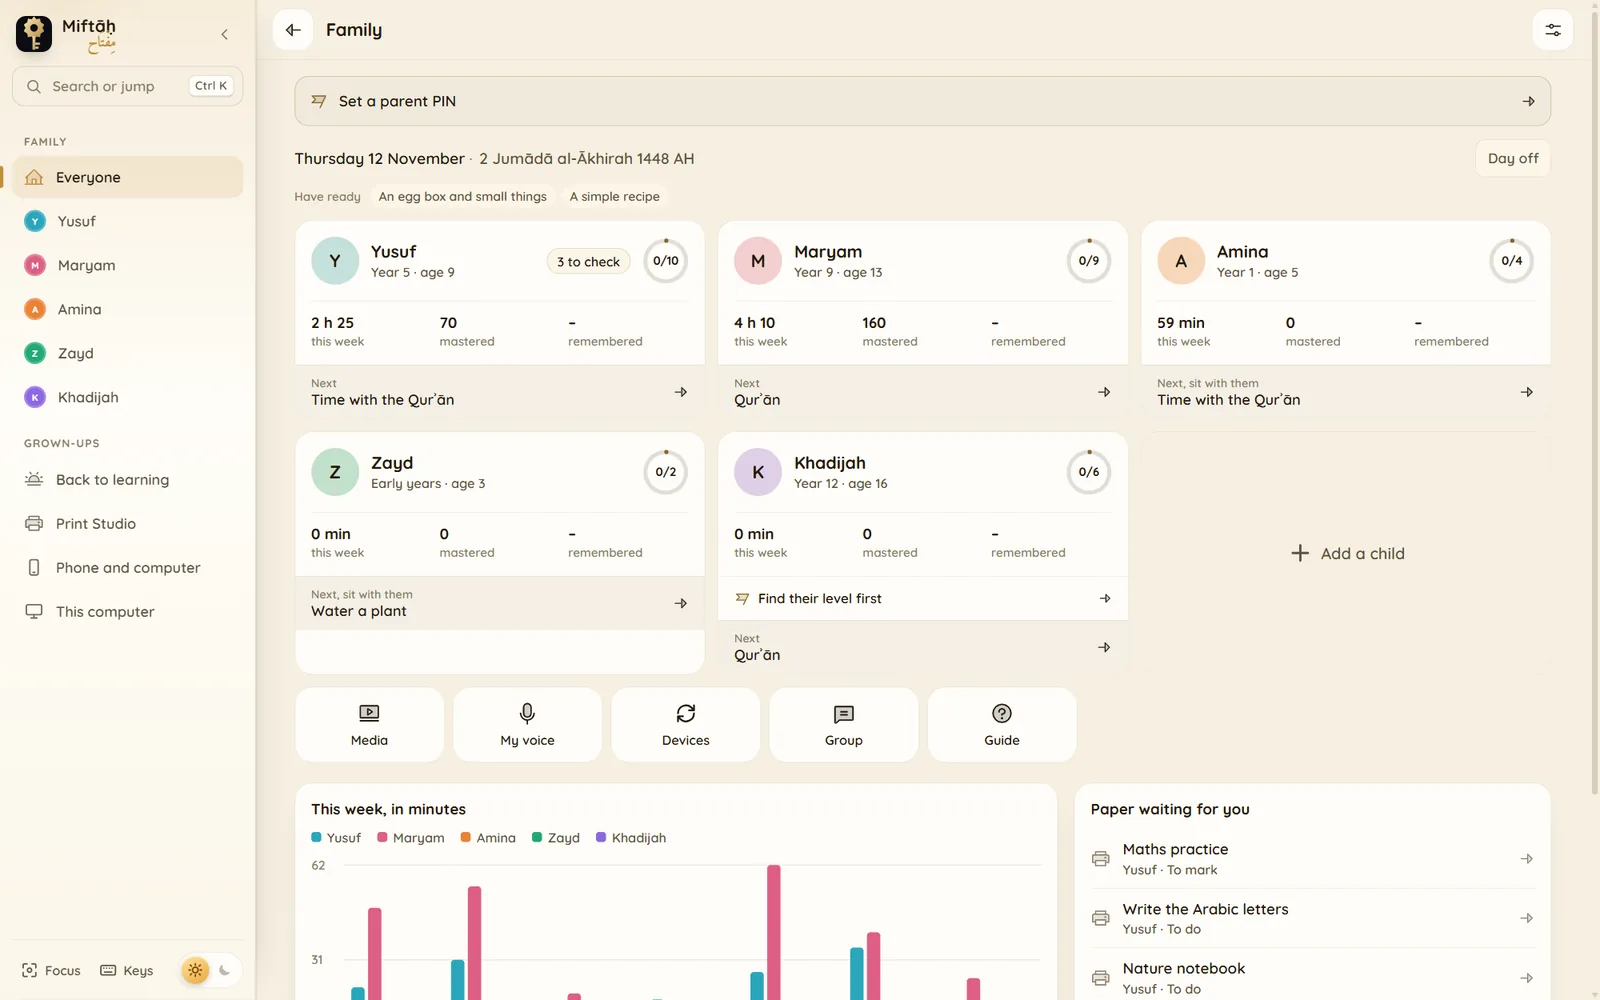 Miftāḥ
مِفتاح
Search or jump
Ctrl K
FAMILY
Everyone
Y Yusuf
M Maryam
A Amina
Z Zayd
K Khadijah
GROWN-UPS
Back to learning
Print Studio
Phone and computer
This computer
Focus
Keys
Family
Set a parent PIN
Thursday 12 November · 2 Jumādā al-Ākhirah 1448 AH
Day off
Have ready
An egg box and small things
A simple recipe
Y
Yusuf
Year 5 · age 9
3 to check
0/10
2 h 25
this week
70
mastered
–
remembered
Next
Time with the Qurʾān
M
Maryam
Year 9 · age 13
0/9
4 h 10
this week
160
mastered
–
remembered
Next
Qurʾān
A
Amina
Year 1 · age 5
0/4
59 min
this week
0
mastered
–
remembered
Next, sit with them
Time with the Qurʾān
Z
Zayd
Early years · age 3
0/2
0 min
this week
0
mastered
–
remembered
Next, sit with them
Water a plant
K
Khadijah
Year 12 · age 16
0/6
0 min
this week
0
mastered
–
remembered
Find their level first
Next
Qurʾān
Add a child
Media
My voice
Devices
Group
Guide
This week, in minutes
Yusuf
Maryam
Amina
Zayd
Khadijah
62
31
Paper waiting for you
Maths practice
Yusuf · To mark
Write the Arabic letters
Yusuf · To do
Nature notebook
Yusuf · To do